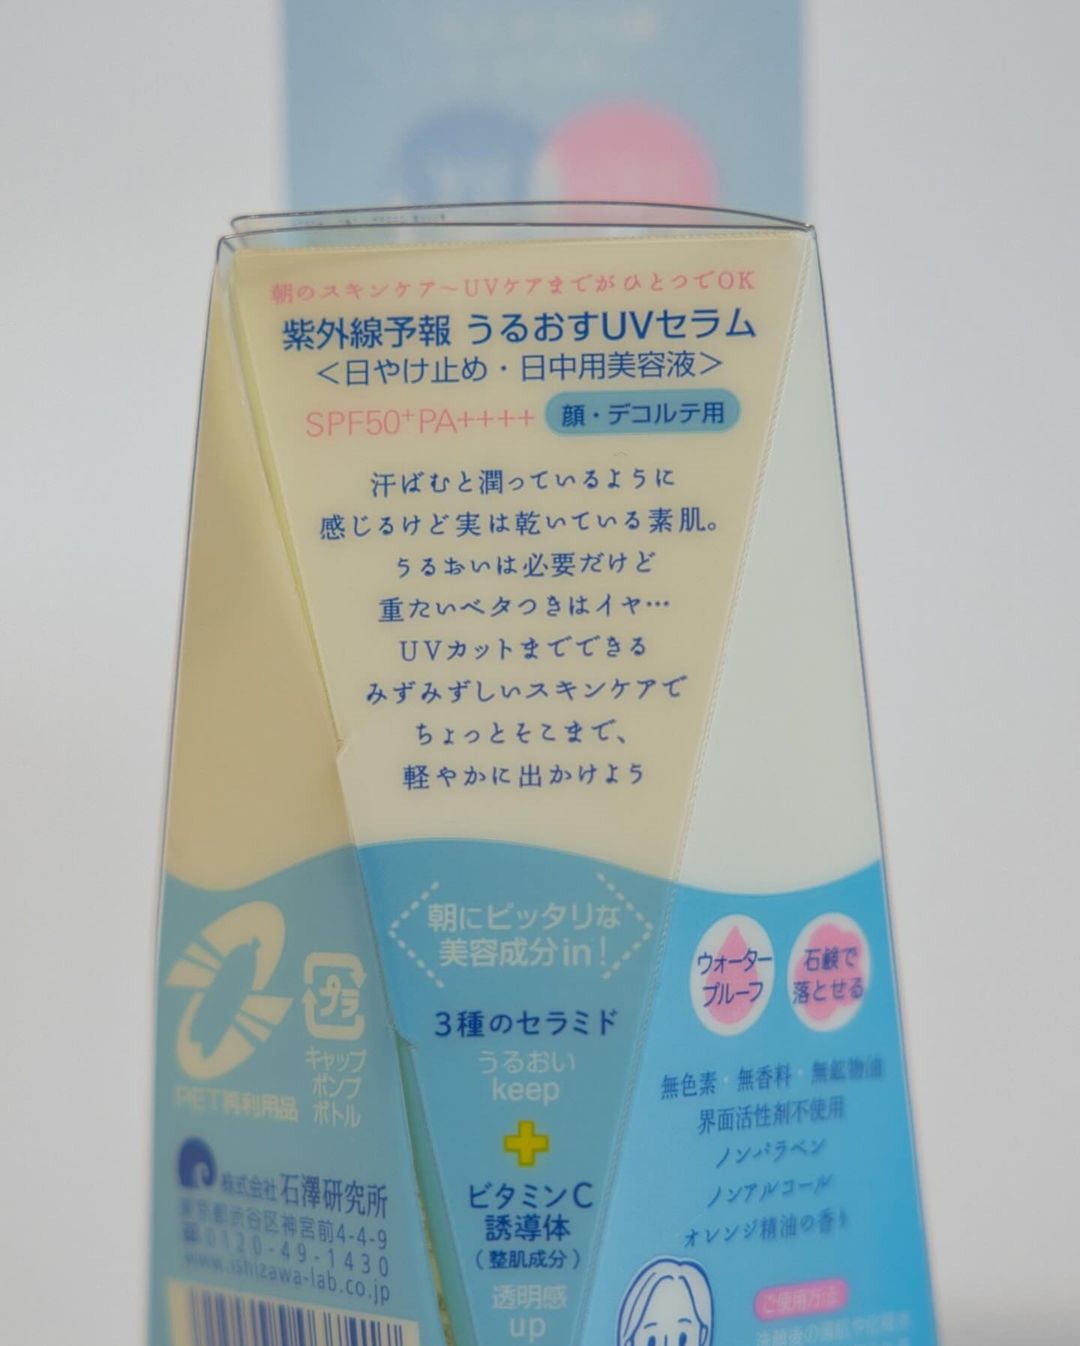 朝のスキンケア～UVケアまでがひとつでOK
紫外線予報 うるおすUVセラム
＜日やけ止め・日中用美容液＞
SPF50+PA++++ 顔・デコルテ用
汗ばむと潤っているように
感じるけど実は乾いている素肌。
うるおいは必要だけど
重たいベタつきはイヤ…
UVカットまでできる
みずみずしいスキンケアで
ちょっとそこまで、
軽やかに出かけよう
朝にピッタリな
美容成分in!
3種のセラミド
うるおい
keep
ビタミンC
誘導体
(整肌成分)
透明感
up
ウォーター
プルーフ
石鹸で
落とせる
無色素・無香料・無鉱物油
界面活性剤不使用
ノンパラベン
ノンアルコール
オレンジ精油の香り
ご使用方法
PET再利用品
プラ
キャップ
ポンプ
ボトル
株式会社石澤研究所
東京都渋谷区神宮前4-4-9
0120-49-1430
www.ishizawa-lab.co.jp